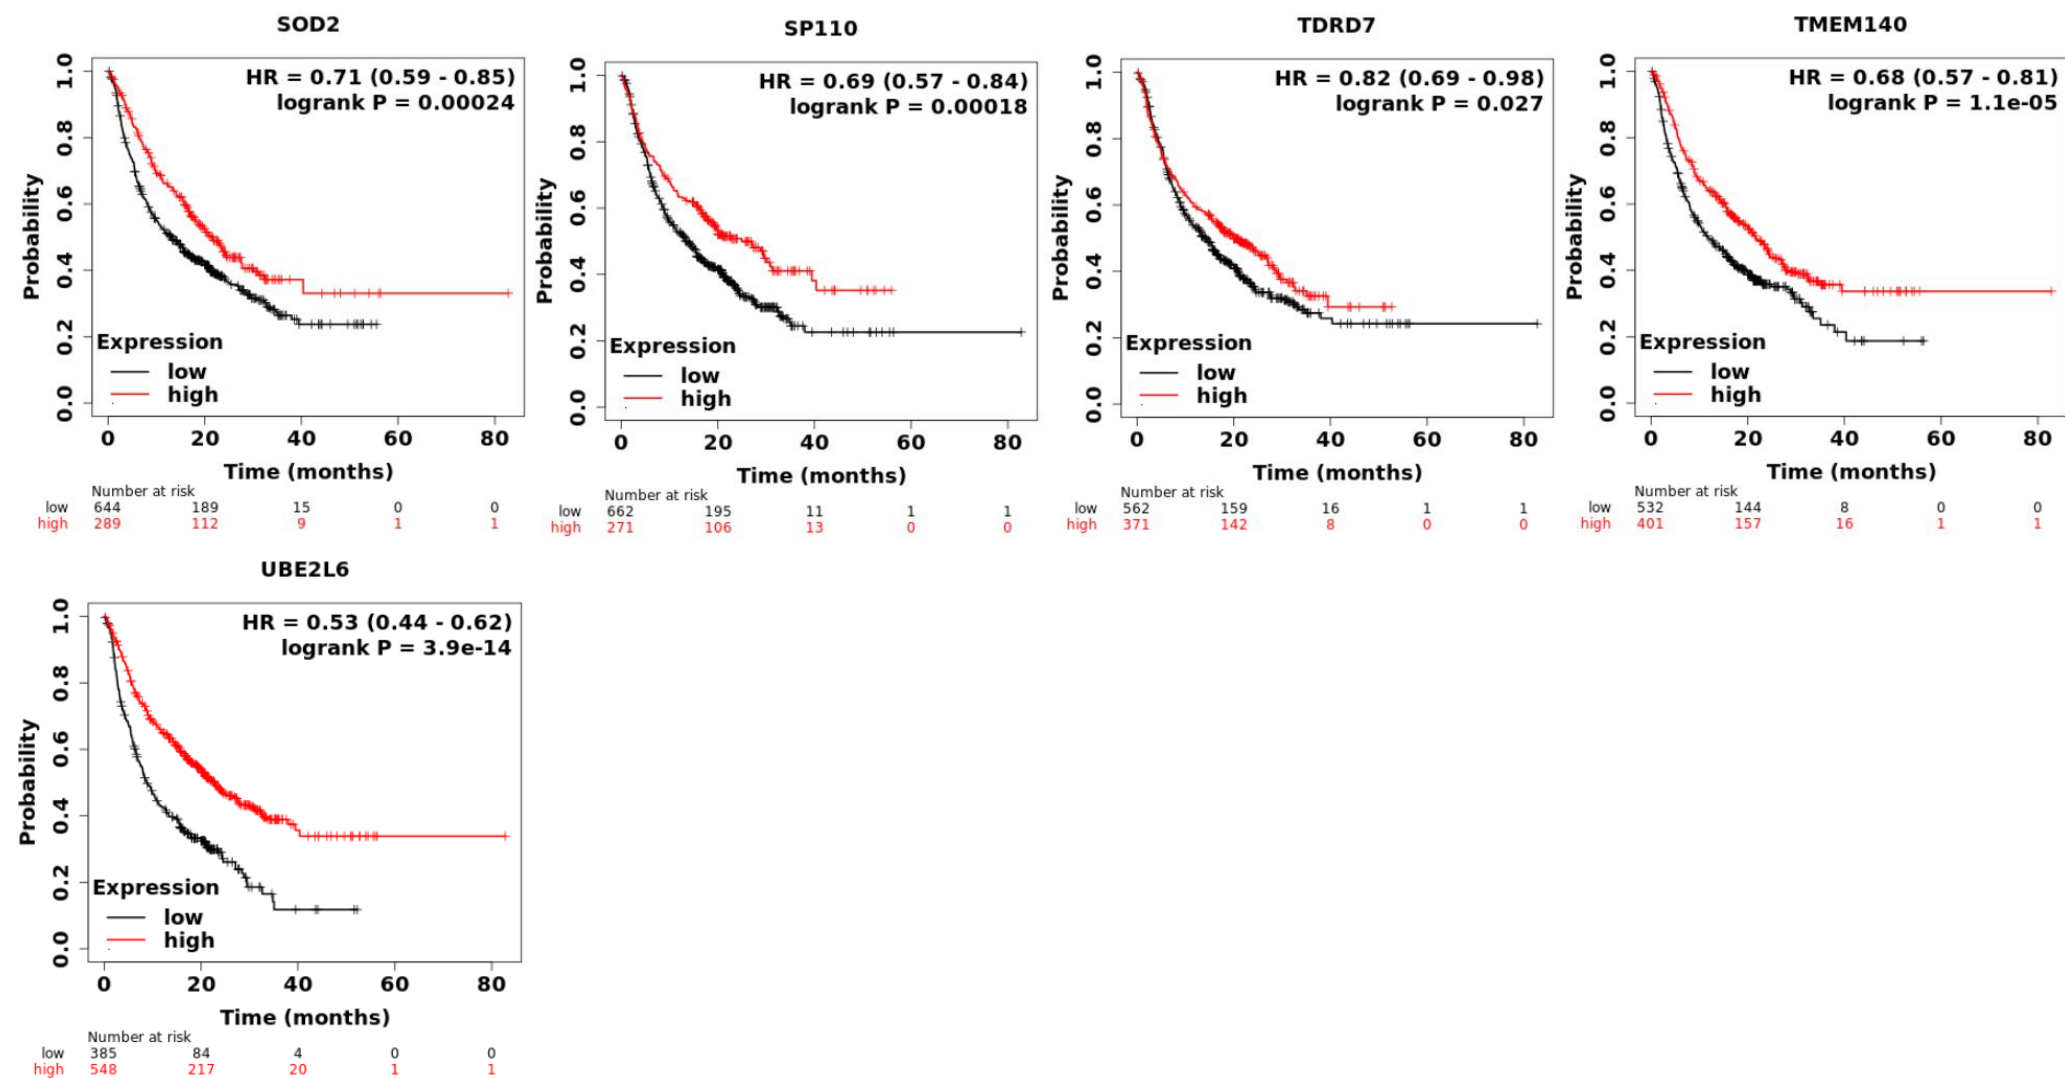 SOD2
HR = 0.71 (0.59 - 0.85)
logrank P = 0.00024
Probability
1.0
0.8
0.6
0.4
0.2
0.0
Expression
low
high
0 20 40 60 80
Time (months)
Number at risk
low 644 189 15 0 0
high 289 112 9 1 1
SP110
HR = 0.69 (0.57 - 0.84)
logrank P = 0.00018
Probability
1.0
0.8
0.6
0.4
0.2
0.0
Expression
low
high
0 20 40 60 80
Time (months)
Number at risk
low 662 195 11 1 1
high 271 106 13 0 0
TDRD7
HR = 0.82 (0.69 - 0.98)
logrank P = 0.027
Probability
1.0
0.8
0.6
0.4
0.2
0.0
Expression
low
high
0 20 40 60 80
Time (months)
Number at risk
low 562 159 16 1 1
high 371 142 8 0 0
TMEM140
HR = 0.68 (0.57 - 0.81)
logrank P = 1.1e-05
Probability
1.0
0.8
0.6
0.4
0.2
0.0
Expression
low
high
0 20 40 60 80
Time (months)
Number at risk
low 532 144 8 0 0
high 401 157 16 1 1
UBE2L6
HR = 0.53 (0.44 - 0.62)
logrank P = 3.9e-14
Probability
1.0
0.8
0.6
0.4
0.2
0.0
Expression
low
high
0 20 40 60 80
Time (months)
Number at risk
low 385 84 4 0 0
high 548 217 20 1 1